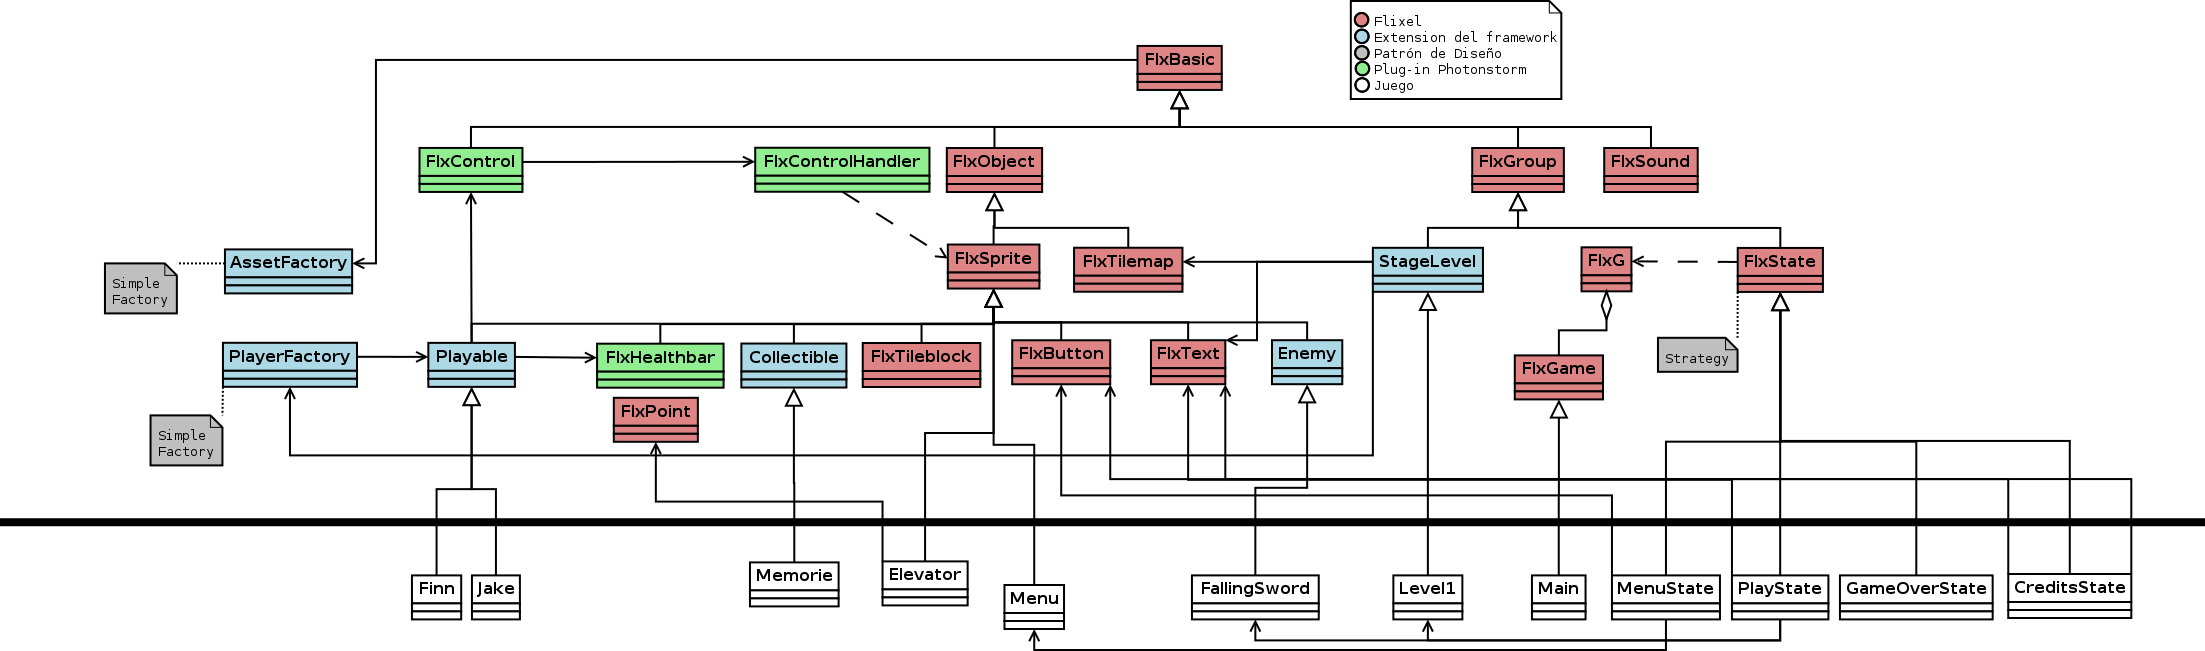 Flixel
Extension del framework
Patrón de Diseño
Plug-in Photonstorm
Juego
FlxBasic
FlxControl
FlxControlHandler
FlxObject
FlxGroup
FlxSound
AssetFactory
Simple
Factory
FlxSprite
FlxTilemap
StageLevel
FlxG
FlxState
PlayerFactory
Playable
FlxHealthbar
Collectible
FlxTileblock
FlxButton
FlxText
Enemy
FlxGame
Strategy
FlxPoint
Simple
Factory
Finn
Jake
Memorie
Elevator
Menu
FallingSword
Level1
Main
MenuState
PlayState
GameOverState
CreditsState